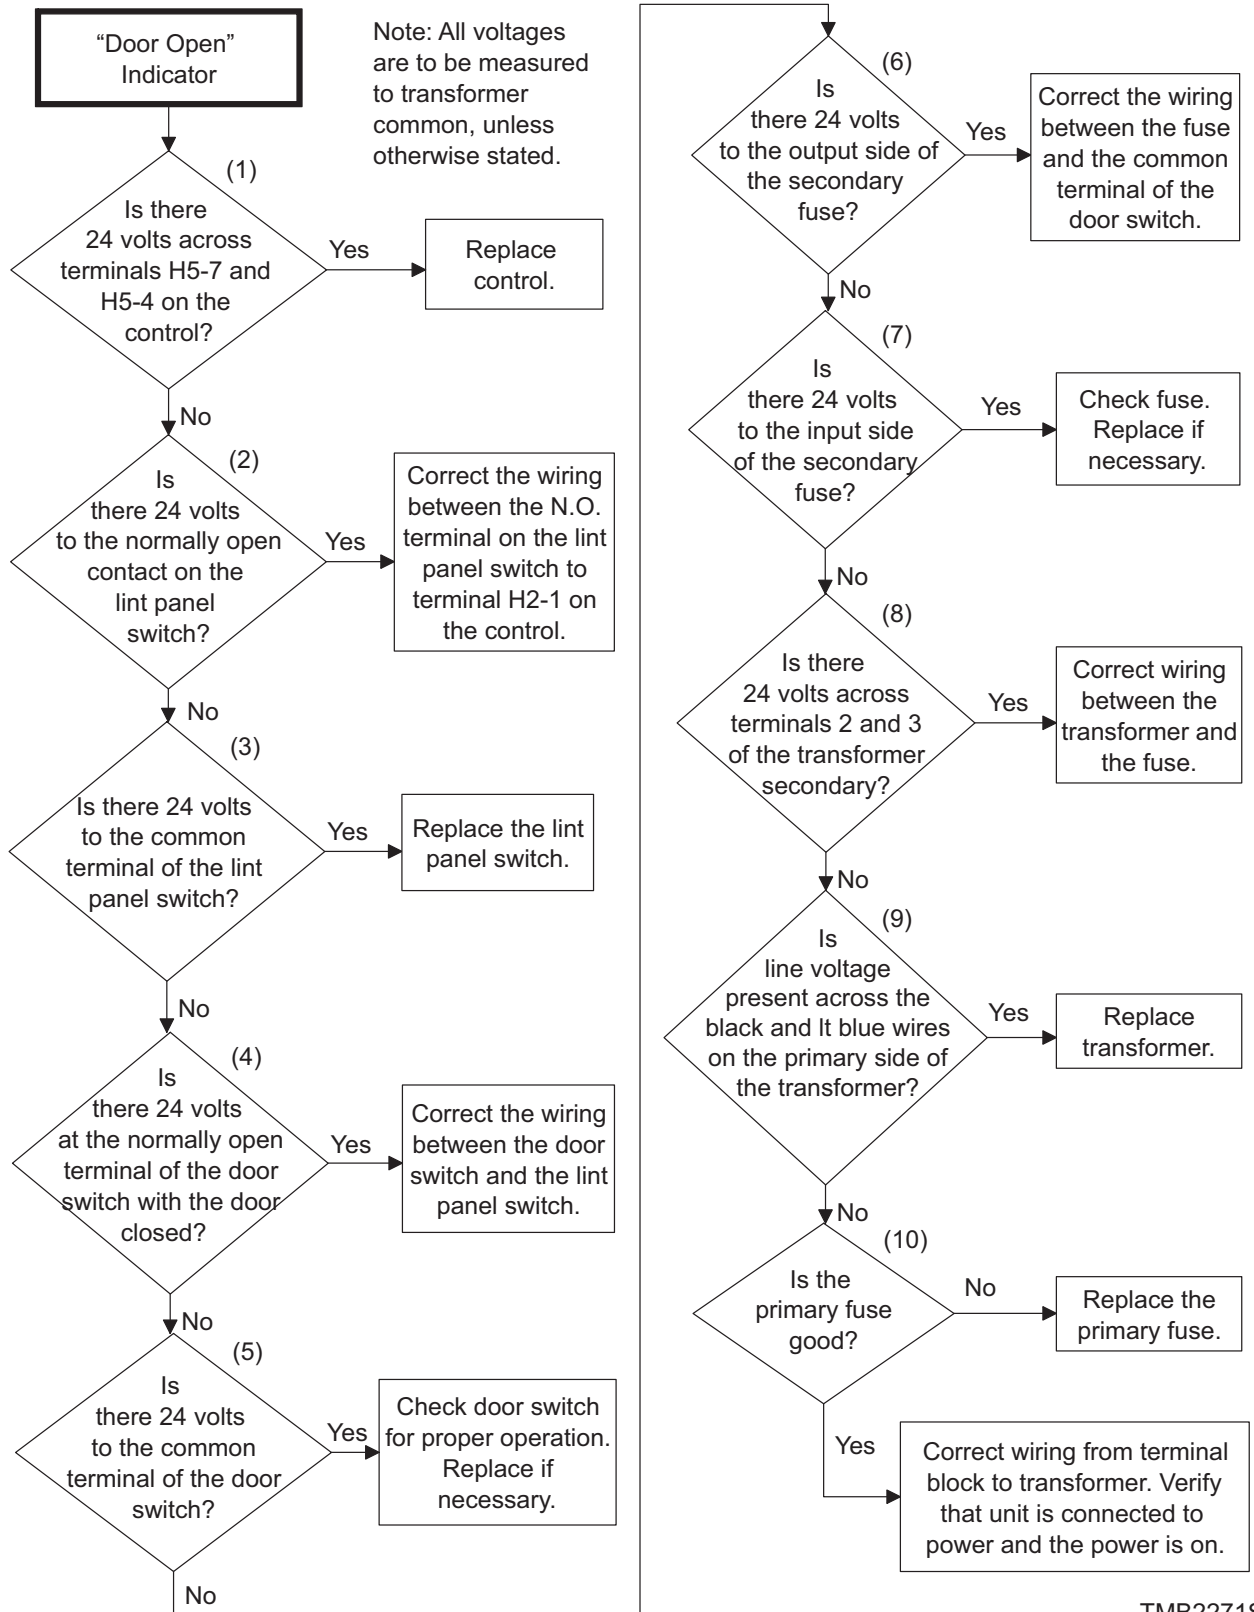 “Door Open”
Indicator
Note: All voltages
are to be measured
to transformer
common, unless
otherwise stated.
(1)
Is there
24 volts across
terminals H5-7 and
H5-4 on the
control?
Yes
Replace
control.
No
(2)
Is
there 24 volts
to the normally open
contact on the
lint panel
switch?
Yes
Correct the wiring
between the N.O.
terminal on the lint
panel switch to
terminal H2-1 on
the control.
No
(3)
Is there 24 volts
to the common
terminal of the lint
panel switch?
Yes
Replace the lint
panel switch.
No
(4)
Is
there 24 volts
at the normally open
terminal of the door
switch with the door
closed?
Yes
Correct the wiring
between the door
switch and the lint
panel switch.
No
(5)
Is
there 24 volts
to the common
terminal of the door
switch?
Yes
Check door switch
for proper operation.
Replace if
necessary.
No
(6)
Is
there 24 volts
to the output side of
the secondary
fuse?
Yes
Correct the wiring
between the fuse
and the common
terminal of the
door switch.
No
(7)
Is
there 24 volts
to the input side
of the secondary
fuse?
Yes
Check fuse.
Replace if
necessary.
No
(8)
Is there
24 volts across
terminals 2 and 3
of the transformer
secondary?
Yes
Correct wiring
between the
transformer and
the fuse.
No
(9)
Is
line voltage
present across the
black and lt blue wires
on the primary side of
the transformer?
Yes
Replace
transformer.
No
(10)
Is the
primary fuse
good?
No
Replace the
primary fuse.
Yes
Correct wiring from terminal
block to transformer. Verify
that unit is connected to
power and the power is on.